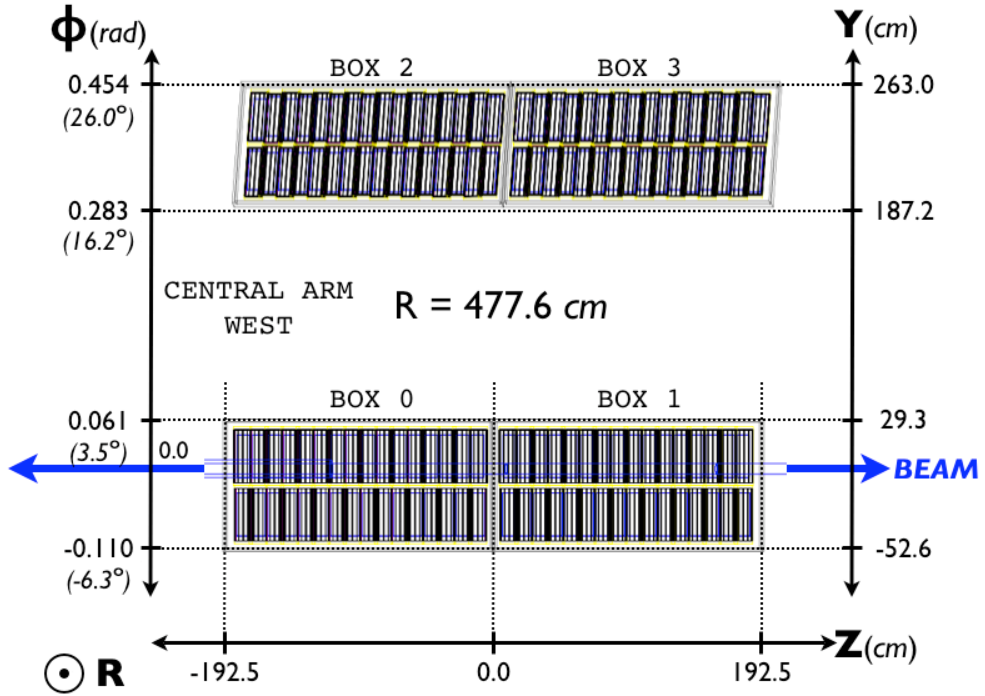 ϕ(rad)
Y(cm)
BOX 2
BOX 3
0.454
263.0
(26.0°)
0.283
187.2
(16.2°)
CENTRAL ARM
WEST
R = 477.6 cm
BOX 0
BOX 1
0.061
29.3
(3.5°)
0.0
BEAM
-0.110
-52.6
(-6.3°)
Z(cm)
R
-192.5
0.0
192.5